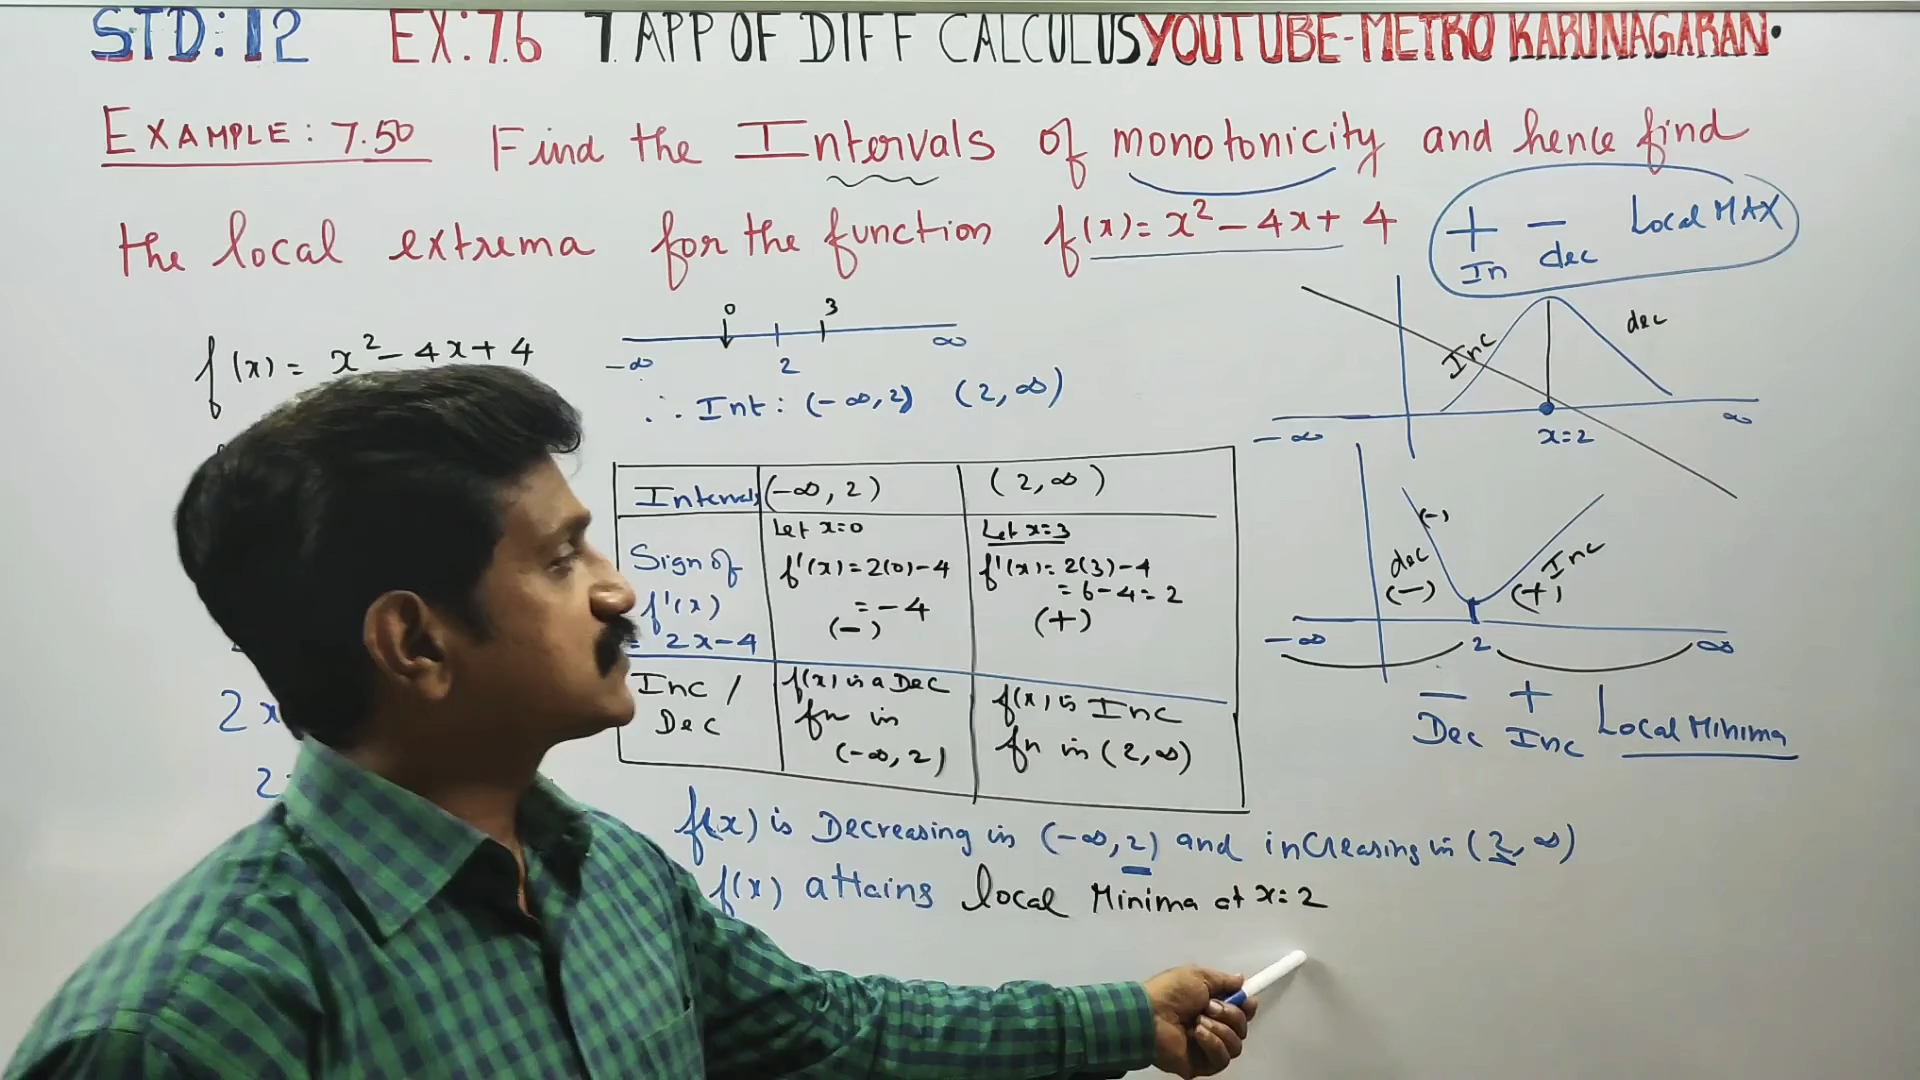 STD: 12 EX: 7.6 7. APP OF DIFF CALCULUS YOUTUBE-METRO KARUNAGARAN.
EXAMPLE: 7.50 Find the Intervals of monotonicity and hence find
the local extrema for the function f(x) = x² - 4x + 4
+ - Local MAX
In dec
f(x) = x² - 4x + 4
0 3
-∞ 2 ∞
∴ Int: (-∞, 2) (2, ∞)
Inc dec
-∞ x=2 ∞
Intervals (-∞, 2) (2, ∞)
Sign of f'(x) = 2x-4
Let x=0
f'(x) = 2(0) - 4
= -4
(-)
Let x=3
f'(x) = 2(3) - 4
= 6 - 4 = 2
(+)
Inc / Dec
f(x) is a Dec
fn in
(-∞, 2)
f(x) is Inc
fn in (2, ∞)
(-)
dec Inc
(-) (+)
-∞ 2 ∞
- +
Dec Inc Local Minima
2x
f(x) is Decreasing in (-∞, 2) and increasing in (2, ∞)
f(x) attains local Minima at x=2